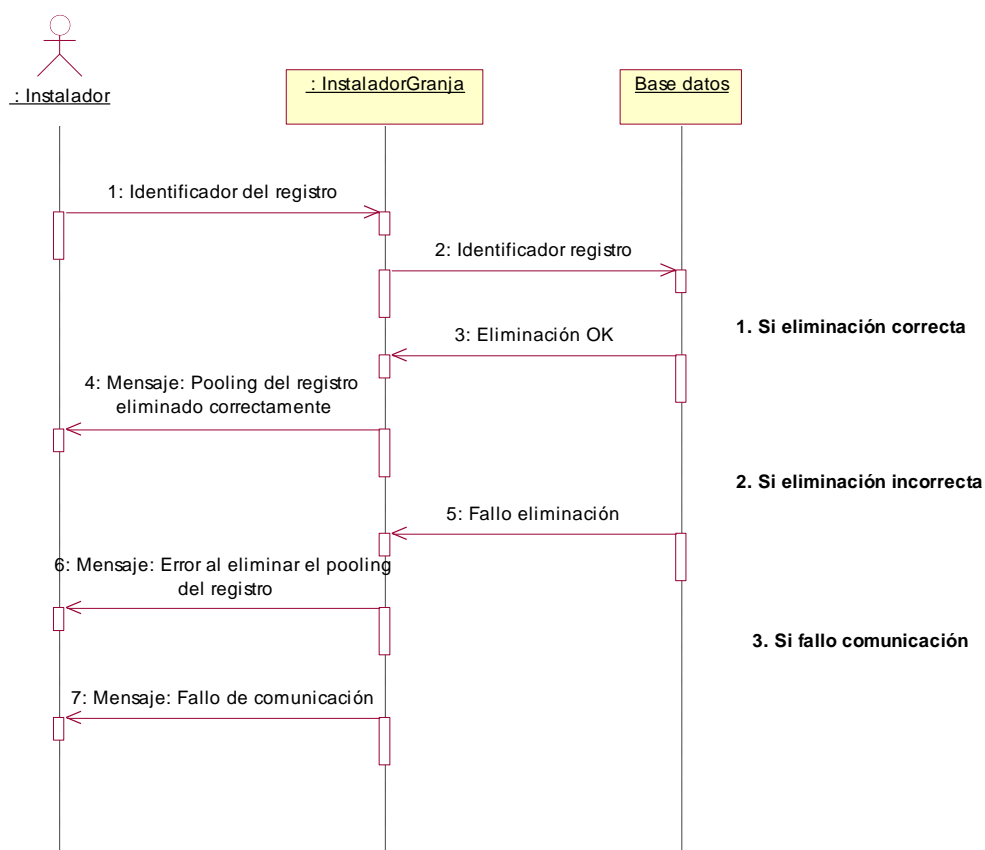 : Instalador
: InstaladorGranja
Base datos
1: Identificador del registro
2: Identificador registro
1. Si eliminación correcta
3: Eliminación OK
4: Mensaje: Pooling del registro
eliminado correctamente
2. Si eliminación incorrecta
5: Fallo eliminación
6: Mensaje: Error al eliminar el pooling
del registro
3. Si fallo comunicación
7: Mensaje: Fallo de comunicación